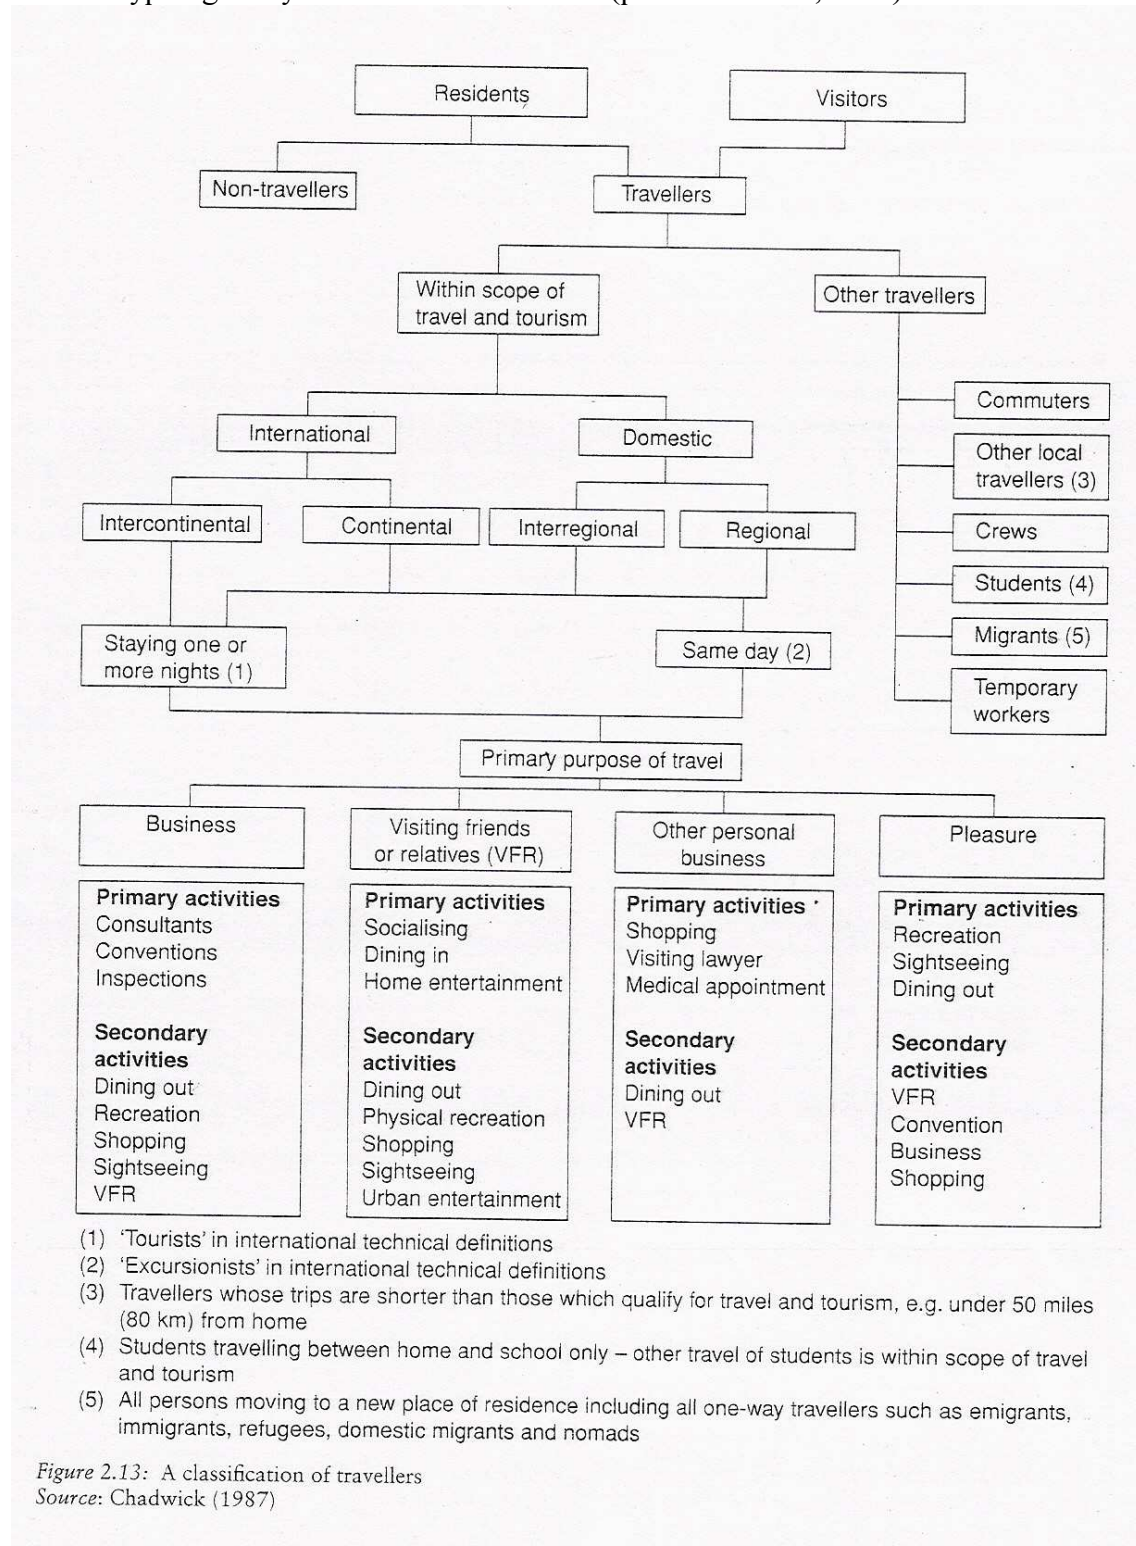 Residents
Visitors
Non-travellers
Travellers
Within scope of
travel and tourism
Other travellers
Commuters
International
Domestic
Other local
travellers (3)
Intercontinental
Continental
Interregional
Regional
Crews
Students (4)
Staying one or
more nights (1)
Same day (2)
Migrants (5)
Temporary
workers
Primary purpose of travel
Business
Visiting friends
or relatives (VFR)
Other personal
business
Pleasure
Primary activities
Consultants
Conventions
Inspections
Secondary
activities
Dining out
Recreation
Shopping
Sightseeing
VFR
Primary activities
Socialising
Dining in
Home entertainment
Secondary
activities
Dining out
Physical recreation
Shopping
Sightseeing
Urban entertainment
Primary activities
Shopping
Visiting lawyer
Medical appointment
Secondary
activities
Dining out
VFR
Primary activities
Recreation
Sightseeing
Dining out
Secondary
activities
VFR
Convention
Business
Shopping
(1) 'Tourists' in international technical definitions
(2) 'Excursionists' in international technical definitions
(3) Travellers whose trips are shorter than those which qualify for travel and tourism, e.g. under 50 miles
(80 km) from home
(4) Students travelling between home and school only – other travel of students is within scope of travel
and tourism
(5) All persons moving to a new place of residence including all one-way travellers such as emigrants,
immigrants, refugees, domestic migrants and nomads
Figure 2.13: A classification of travellers
Source: Chadwick (1987)